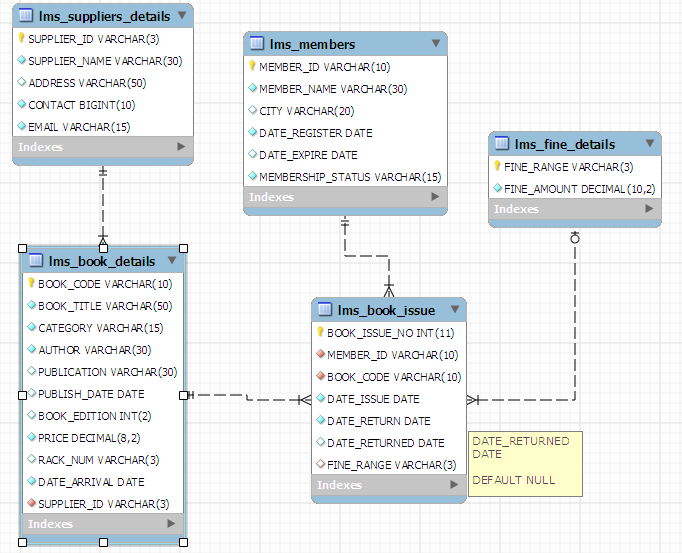 lms_suppliers_details
SUPPLIER_ID VARCHAR(3)
SUPPLIER_NAME VARCHAR(30)
ADDRESS VARCHAR(50)
CONTACT BIGINT(10)
EMAIL VARCHAR(15)
Indexes
lms_members
MEMBER_ID VARCHAR(10)
MEMBER_NAME VARCHAR(30)
CITY VARCHAR(20)
DATE_REGISTER DATE
DATE_EXPIRE DATE
MEMBERSHIP_STATUS VARCHAR(15)
Indexes
lms_fine_details
FINE_RANGE VARCHAR(3)
FINE_AMOUNT DECIMAL(10,2)
Indexes
lms_book_details
BOOK_CODE VARCHAR(10)
BOOK_TITLE VARCHAR(50)
CATEGORY VARCHAR(15)
AUTHOR VARCHAR(30)
PUBLICATION VARCHAR(30)
PUBLISH_DATE DATE
BOOK_EDITION INT(2)
PRICE DECIMAL(8,2)
RACK_NUM VARCHAR(3)
DATE_ARRIVAL DATE
SUPPLIER_ID VARCHAR(3)
Indexes
lms_book_issue
BOOK_ISSUE_NO INT(11)
MEMBER_ID VARCHAR(10)
BOOK_CODE VARCHAR(10)
DATE_ISSUE DATE
DATE_RETURN DATE
DATE_RETURNED DATE
FINE_RANGE VARCHAR(3)
Indexes
DATE_RETURNED
DATE
DEFAULT NULL